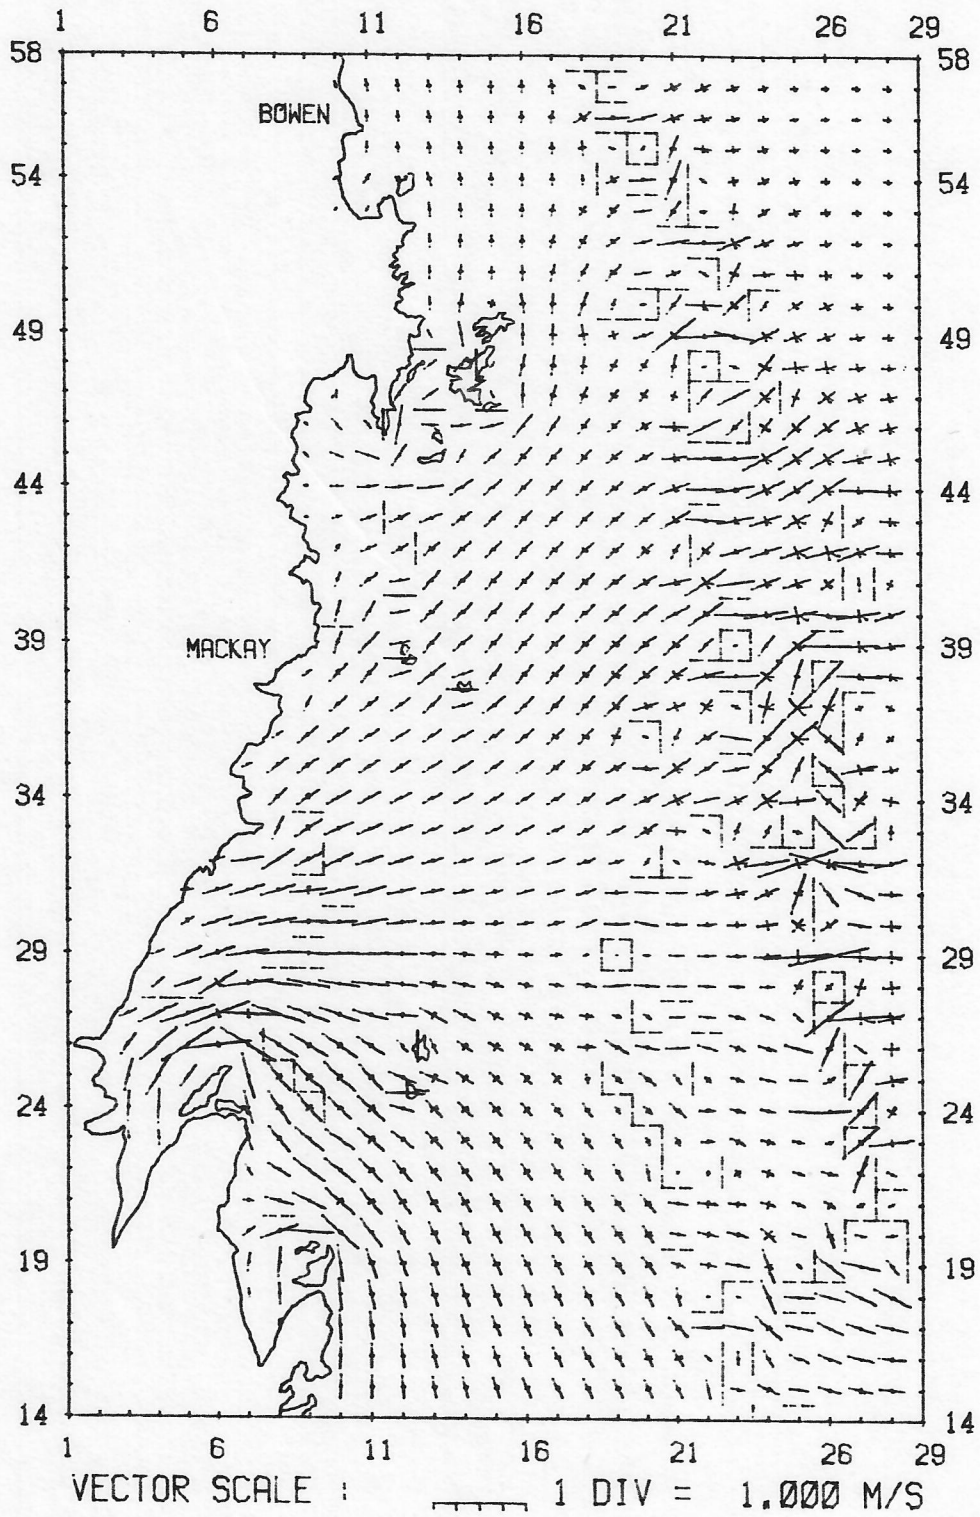 1 6 11 16 21 26 29
58 58
BOWEN
54 54
49 49
44 44
MACKAY
39 39
34 34
29 29
24 24
19 19
14 14
1 6 11 16 21 26 29
VECTOR SCALE : 1 DIV = 1.000 M/S